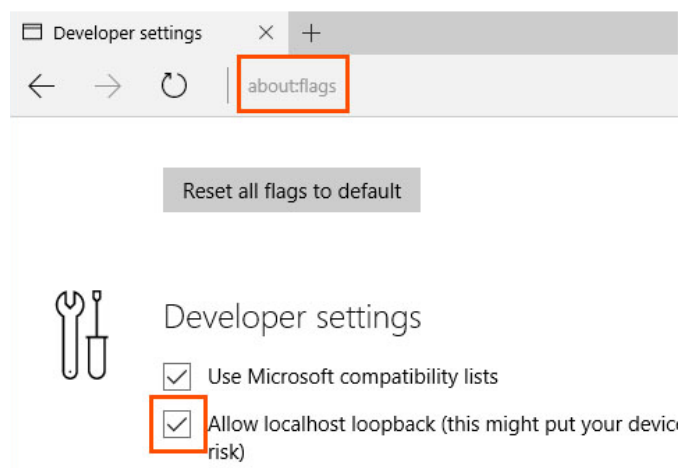 Developer settings
about:flags
Reset all flags to default
Developer settings
Use Microsoft compatibility lists
Allow localhost loopback (this might put your device
risk)